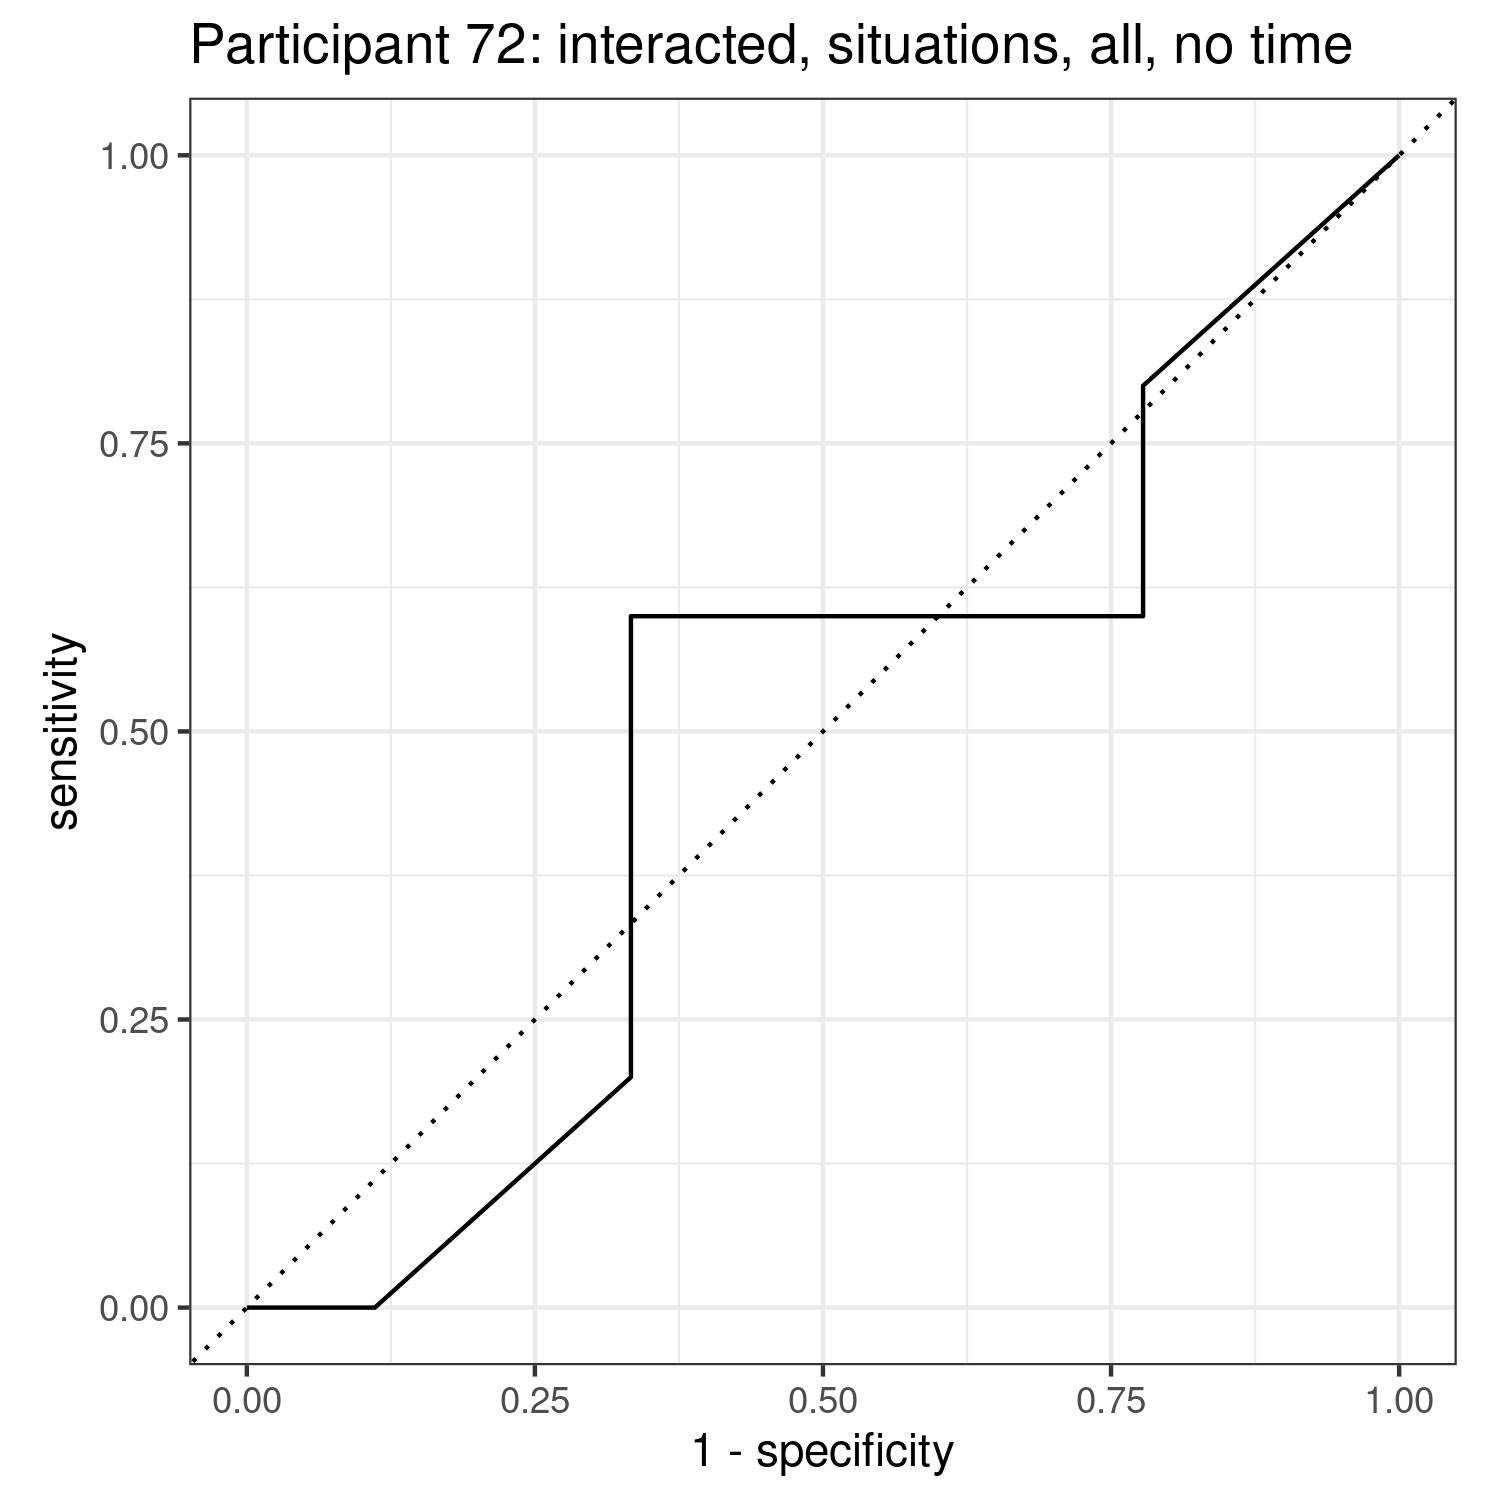 Participant 72: interacted, situations, all, no time
1.00
0.75
0.50
0.25
0.00
sensitivity
0.00 0.25 0.50 0.75 1.00
1 - specificity